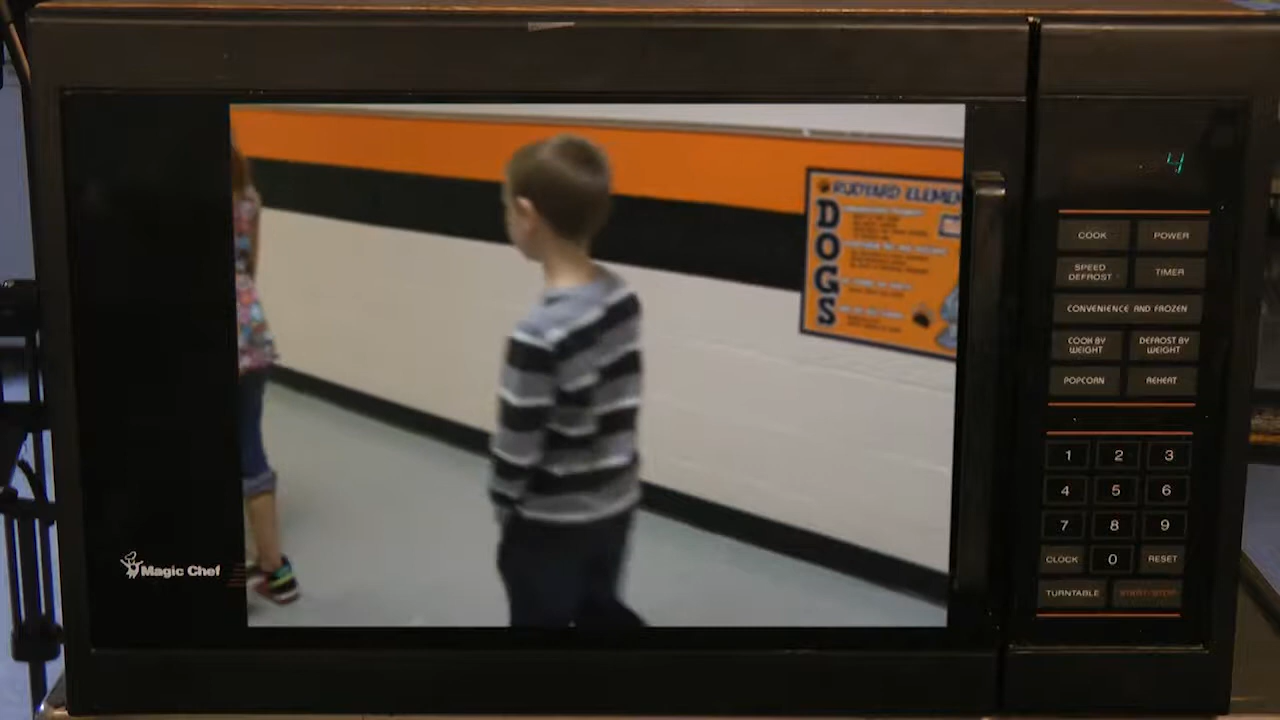 4
RUDYARD ELEMEN
DOGS
COOK
POWER
SPEED
DEFROST
TIMER
CONVENIENCE AND FROZEN
COOK BY
WEIGHT
DEFROST BY
WEIGHT
POPCORN
REHEAT
1 2 3
4 5 6
7 8 9
CLOCK 0 RESET
TURNTABLE START/STOP
Magic Chef